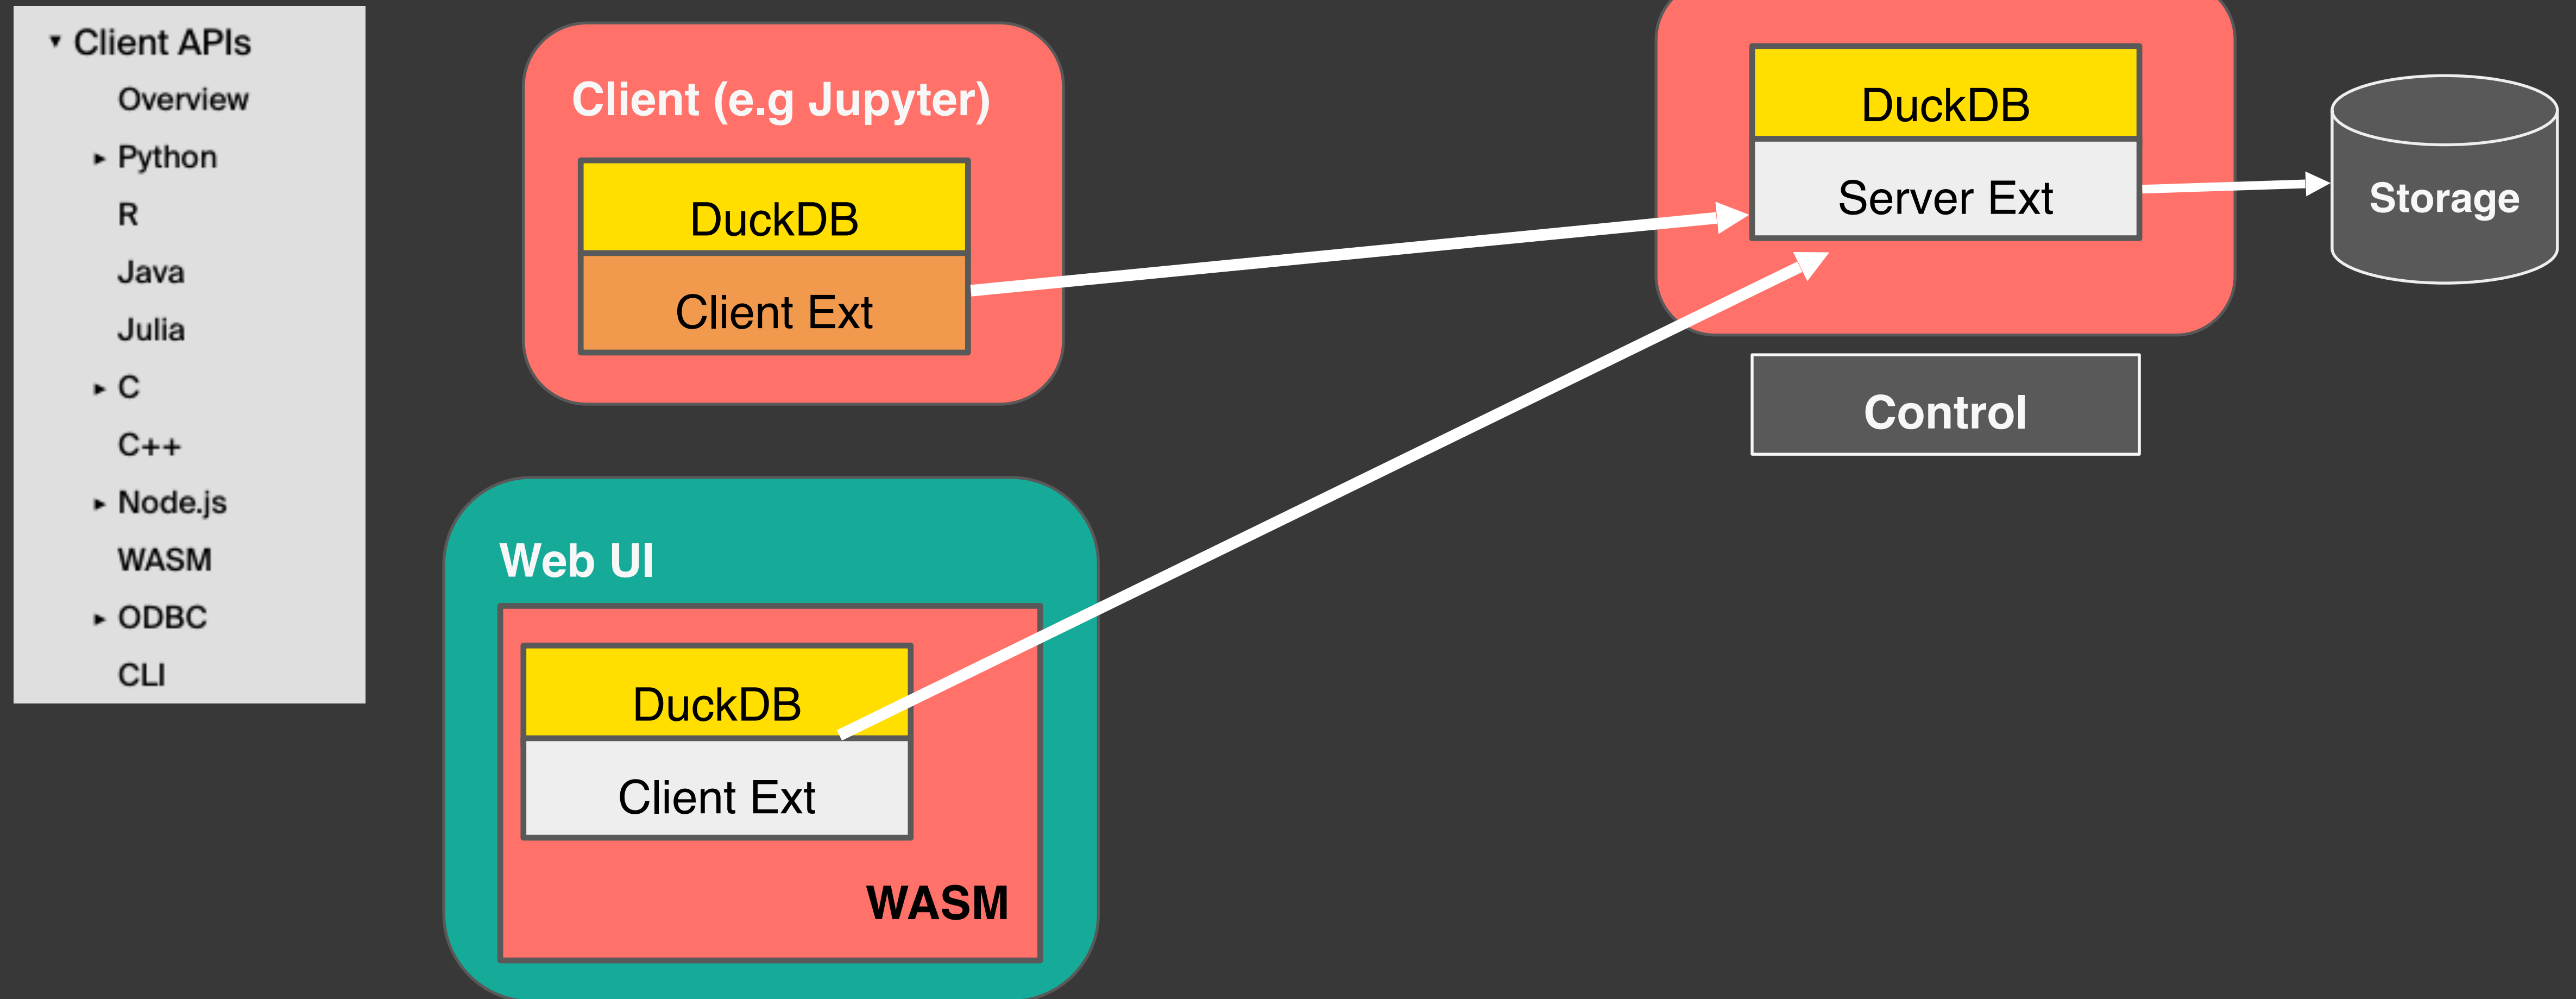 Client APIs
Overview
Python
R
Java
Julia
C
C++
Node.js
WASM
ODBC
CLI
Client (e.g Jupyter)
DuckDB
Client Ext
Web UI
DuckDB
Client Ext
WASM
DuckDB
Server Ext
Control
Storage